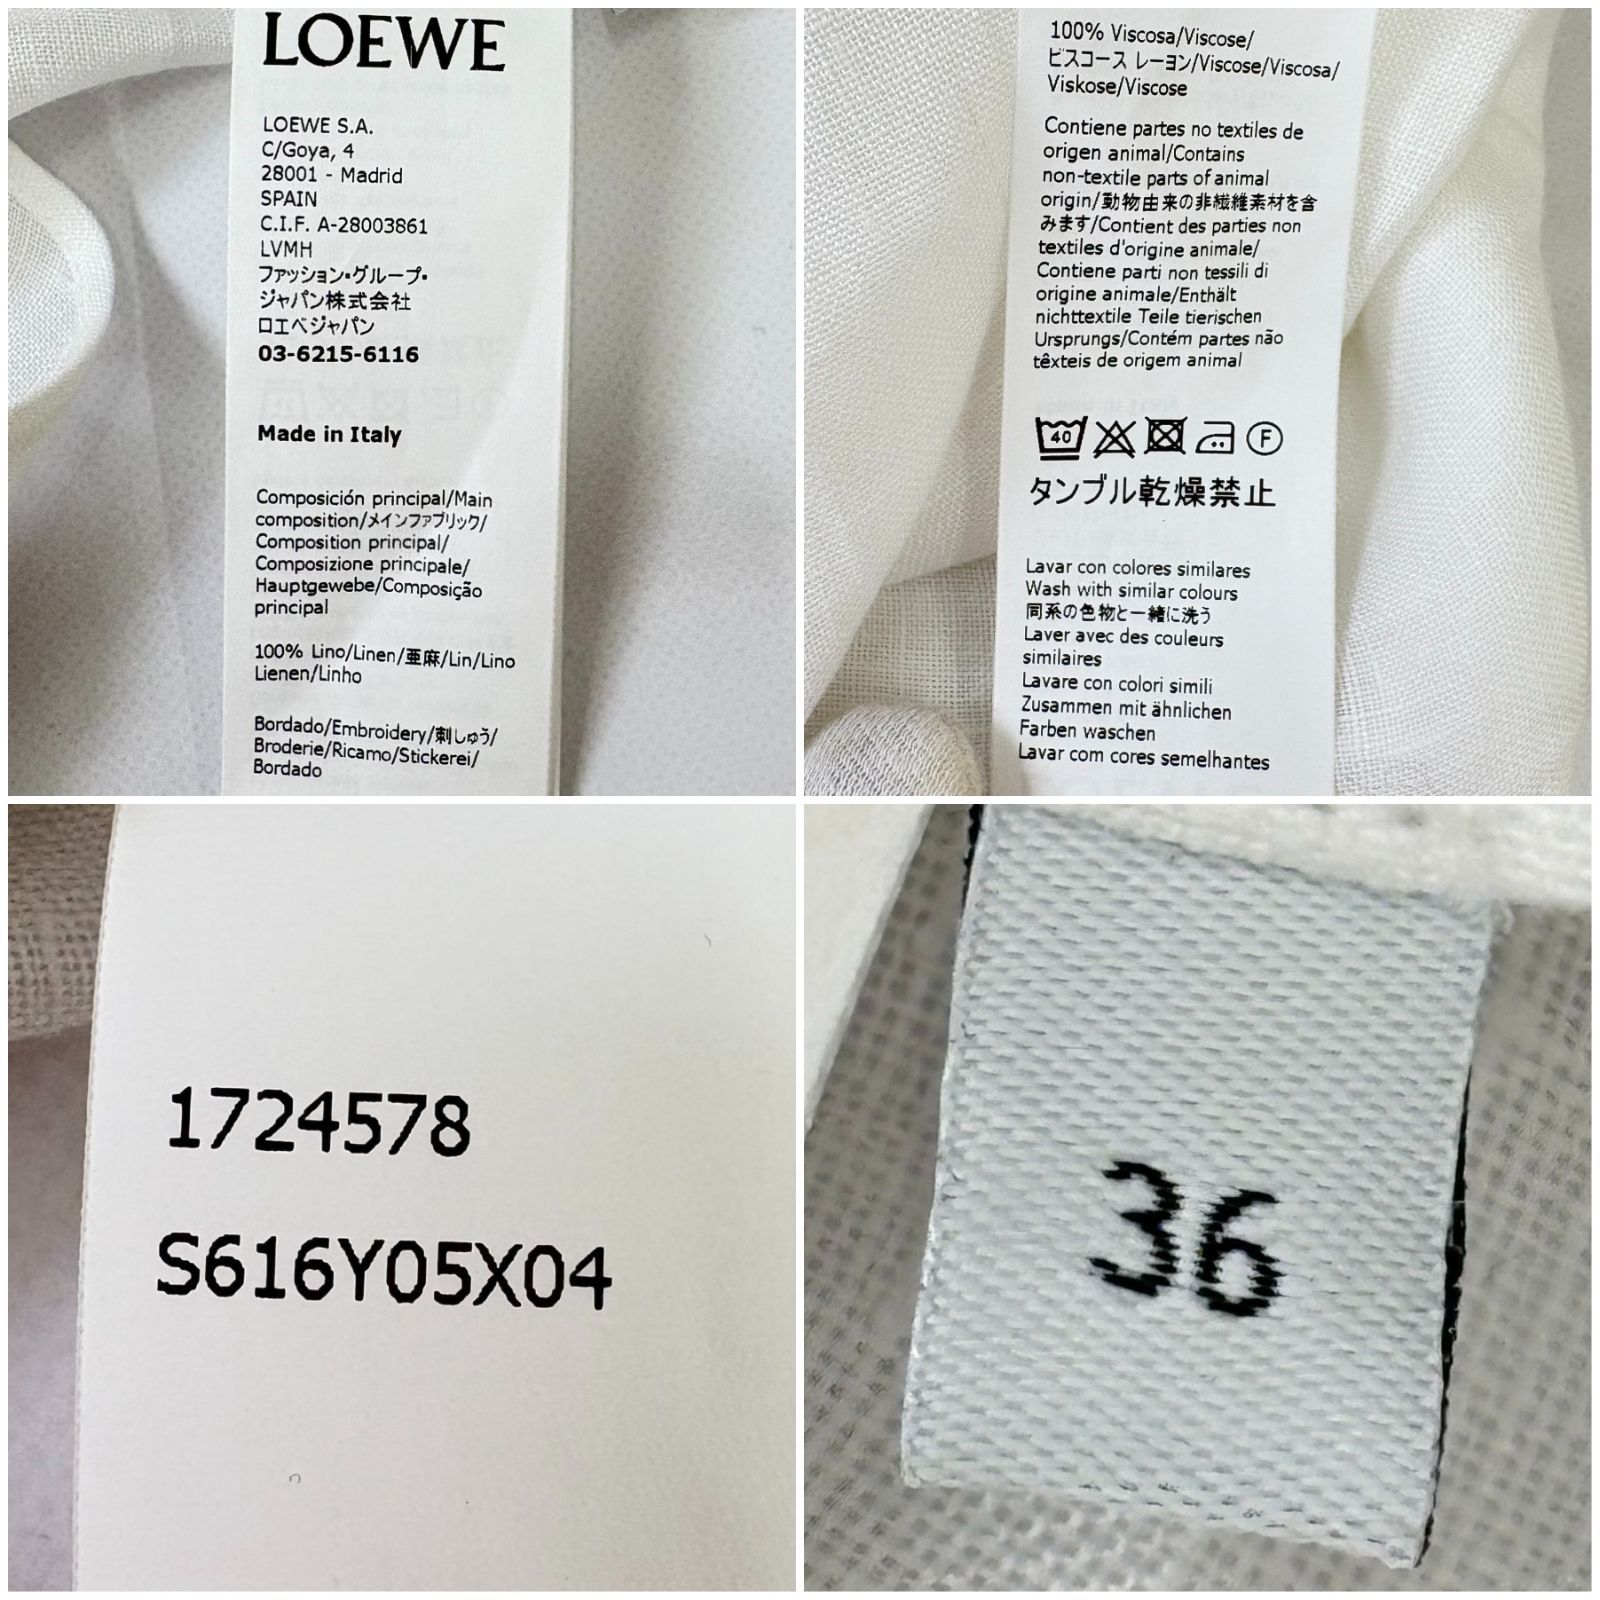 LOEWE
LOEWE S.A.
C/Goya, 4
28001 - Madrid
SPAIN
C.I.F. A-28003861
LVMH
ファッション・グループ・
ジャパン株式会社
ロエベジャパン
03-6215-6116
Made in Italy
Composición principal/Main
composition/メインファブリック/
Composition principal/
Composizione principale/
Hauptgewebe/Composição
principal
100% Lino/Linen/亜麻/Lin/Lino
Lienen/Linho
Bordado/Embroidery/刺しゅう/
Broderie/Ricamo/Stickerei/
Bordado
100% Viscosa/Viscose/
ビスコース レーヨン/Viscose/Viscosa/
Viskose/Viscose
Contiene partes no textiles de
origen animal/Contains
non-textile parts of animal
origin/動物由来の非繊維素材を含
みます/Contient des parties non
textiles d'origine animale/
Contiene parti non tessili di
origine animale/Enthält
nichttextile Teile tierischen
Ursprungs/Contém partes não
têxteis de origem animal
40 F
タンブル乾燥禁止
Lavar con colores similares
Wash with similar colours
同系の色物と一緒に洗う
Laver avec des couleurs
similaires
Lavare con colori simili
Zusammen mit ähnlichen
Farben waschen
Lavar com cores semelhantes
1724578
S616Y05X04
36